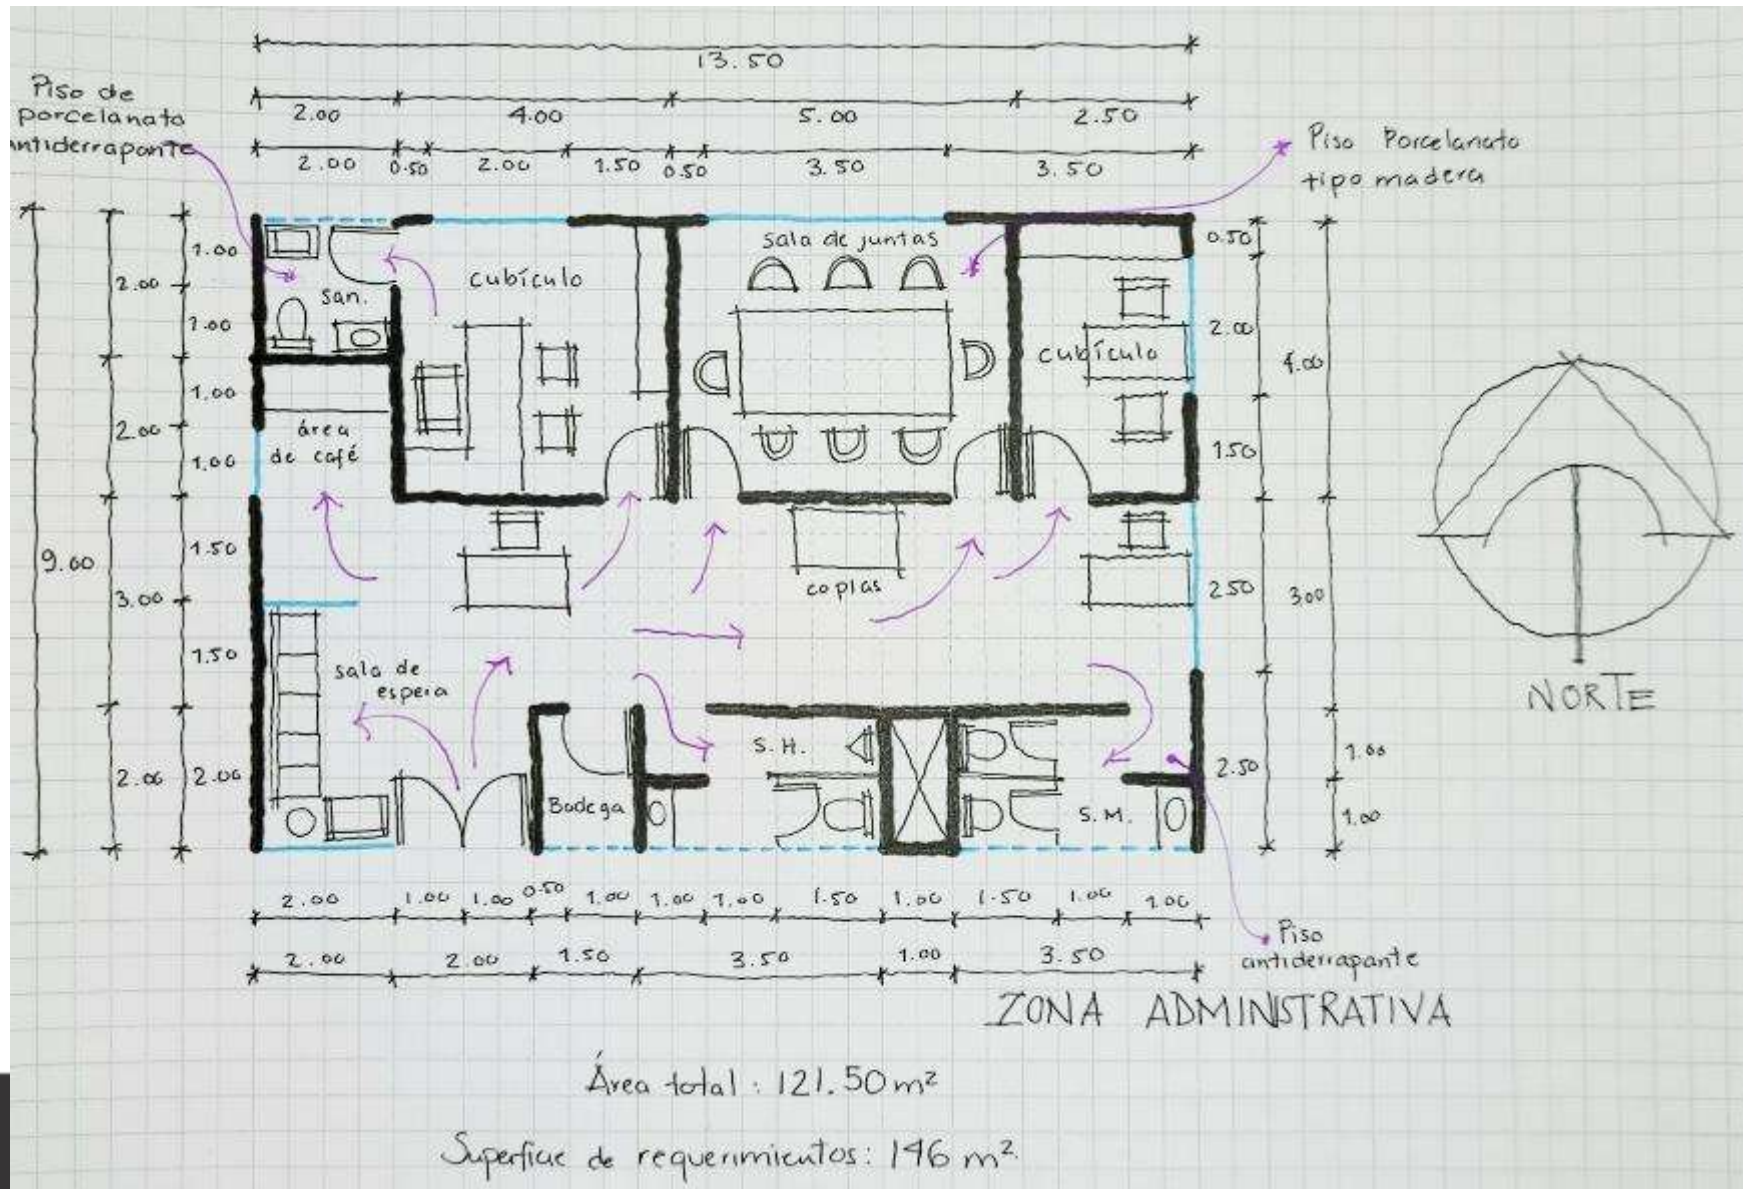 13.50
2.00 4.00 5.00 2.50
2.00 0.50 2.00 1.50 0.50 3.50 3.50
Piso de
porcelanato
antiderrapante
Piso Porcelanato
tipo madera
9.00
2.00
2.00
3.00
2.00
1.00
1.00
1.00
1.00
1.50
1.50
2.00
san.
cubículo
sala de juntas
cubículo
área
de café
copias
sala de
espera
Bodega
S. H.
S. M.
0.50
2.00
1.50
2.50
2.50
4.00
300
1.00
1.00
NORTE
2.00 1.00 1.00 0.50 1.00 1.00 1.00 1.50 1.00 1.50 1.00 1.00
2.00 2.00 1.50 3.50 1.00 3.50
Piso
antiderrapante
ZONA ADMINISTRATIVA
Área total: 121.50 m²
Superficie de requerimientos: 146 m².